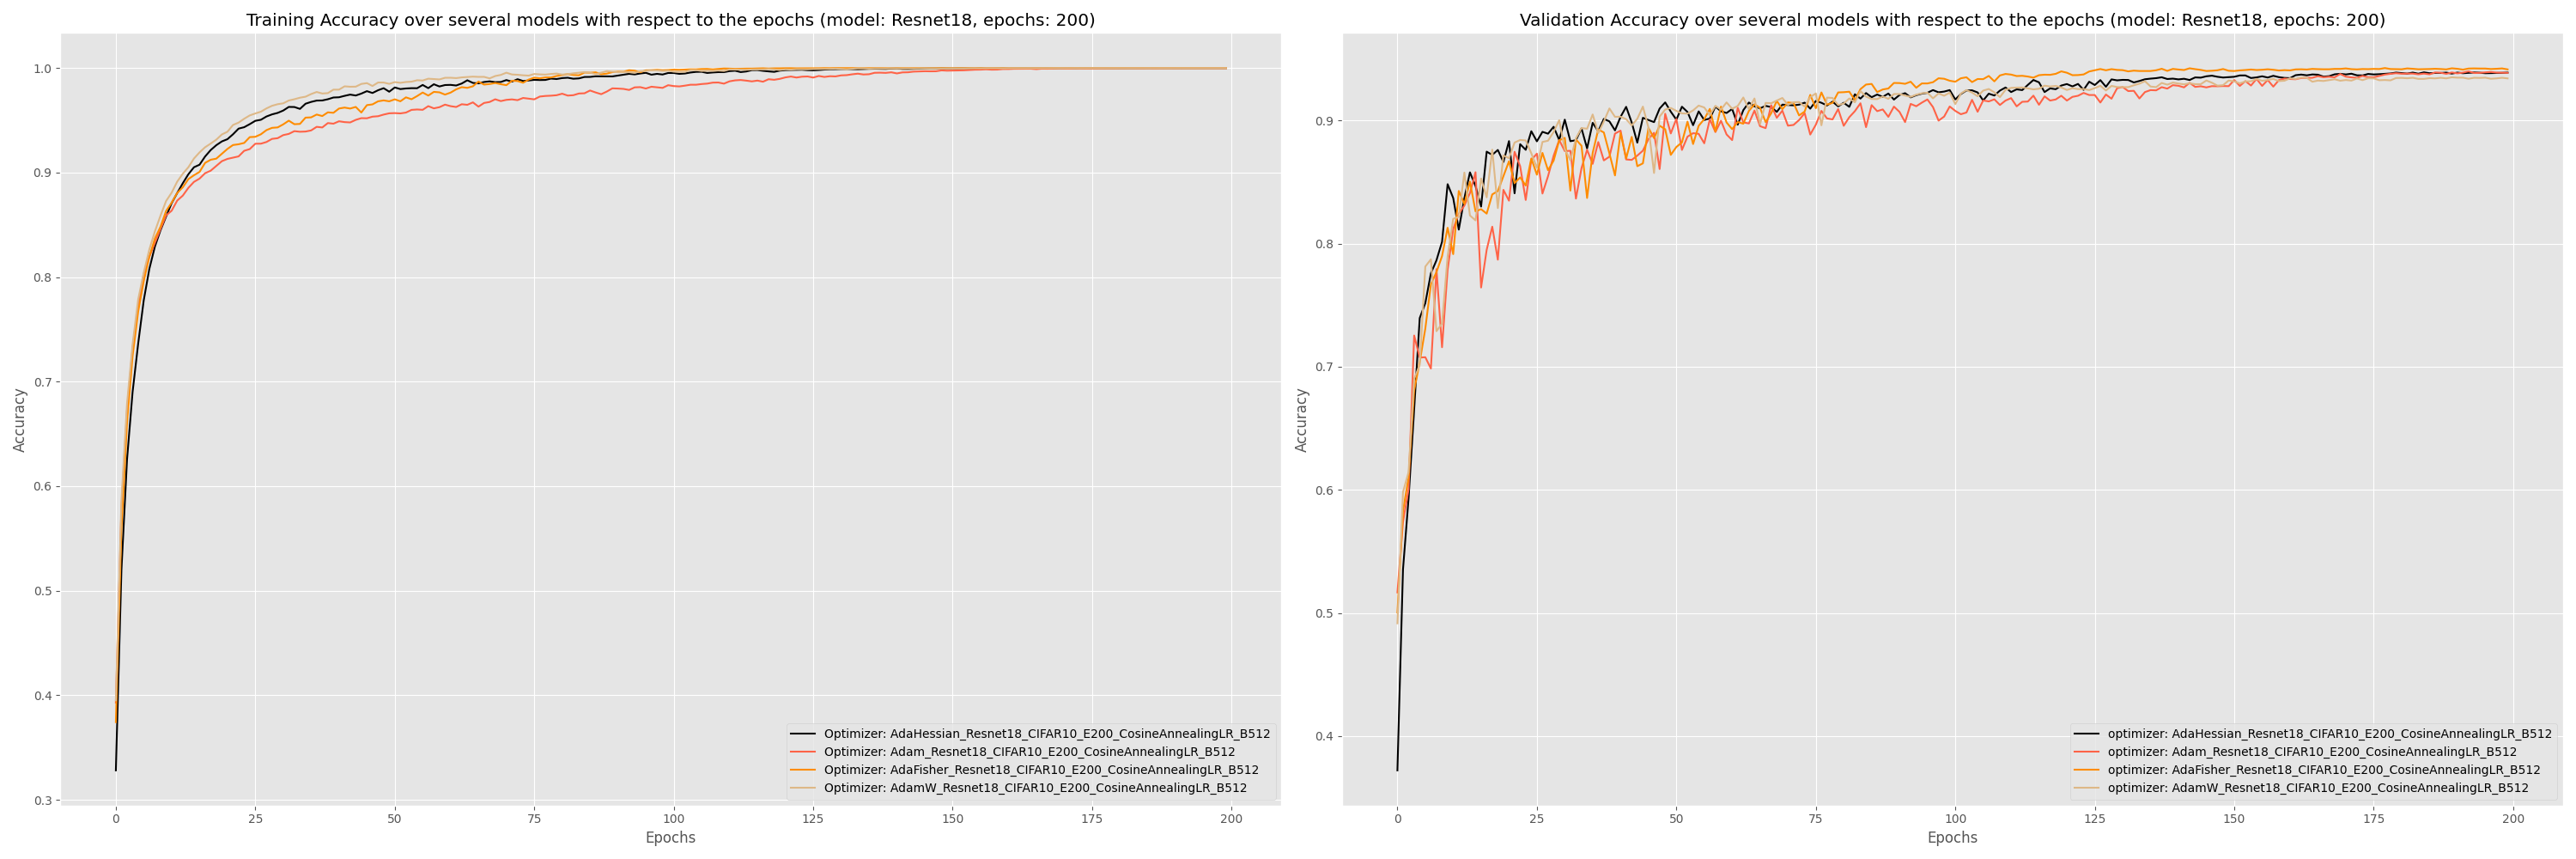 Training Accuracy over several models with respect to the epochs (model: Resnet18, epochs: 200)
1.0
0.9
0.8
0.7
0.6
0.5
0.4
0.3
Accuracy
0 25 50 75 100 125 150 175 200
Epochs
Optimizer: AdaHessian_Resnet18_CIFAR10_E200_CosineAnnealingLR_B512
Optimizer: Adam_Resnet18_CIFAR10_E200_CosineAnnealingLR_B512
Optimizer: AdaFisher_Resnet18_CIFAR10_E200_CosineAnnealingLR_B512
Optimizer: AdamW_Resnet18_CIFAR10_E200_CosineAnnealingLR_B512
Validation Accuracy over several models with respect to the epochs (model: Resnet18, epochs: 200)
0.9
0.8
0.7
0.6
0.5
0.4
Accuracy
0 25 50 75 100 125 150 175 200
Epochs
optimizer: AdaHessian_Resnet18_CIFAR10_E200_CosineAnnealingLR_B512
optimizer: Adam_Resnet18_CIFAR10_E200_CosineAnnealingLR_B512
optimizer: AdaFisher_Resnet18_CIFAR10_E200_CosineAnnealingLR_B512
optimizer: AdamW_Resnet18_CIFAR10_E200_CosineAnnealingLR_B512